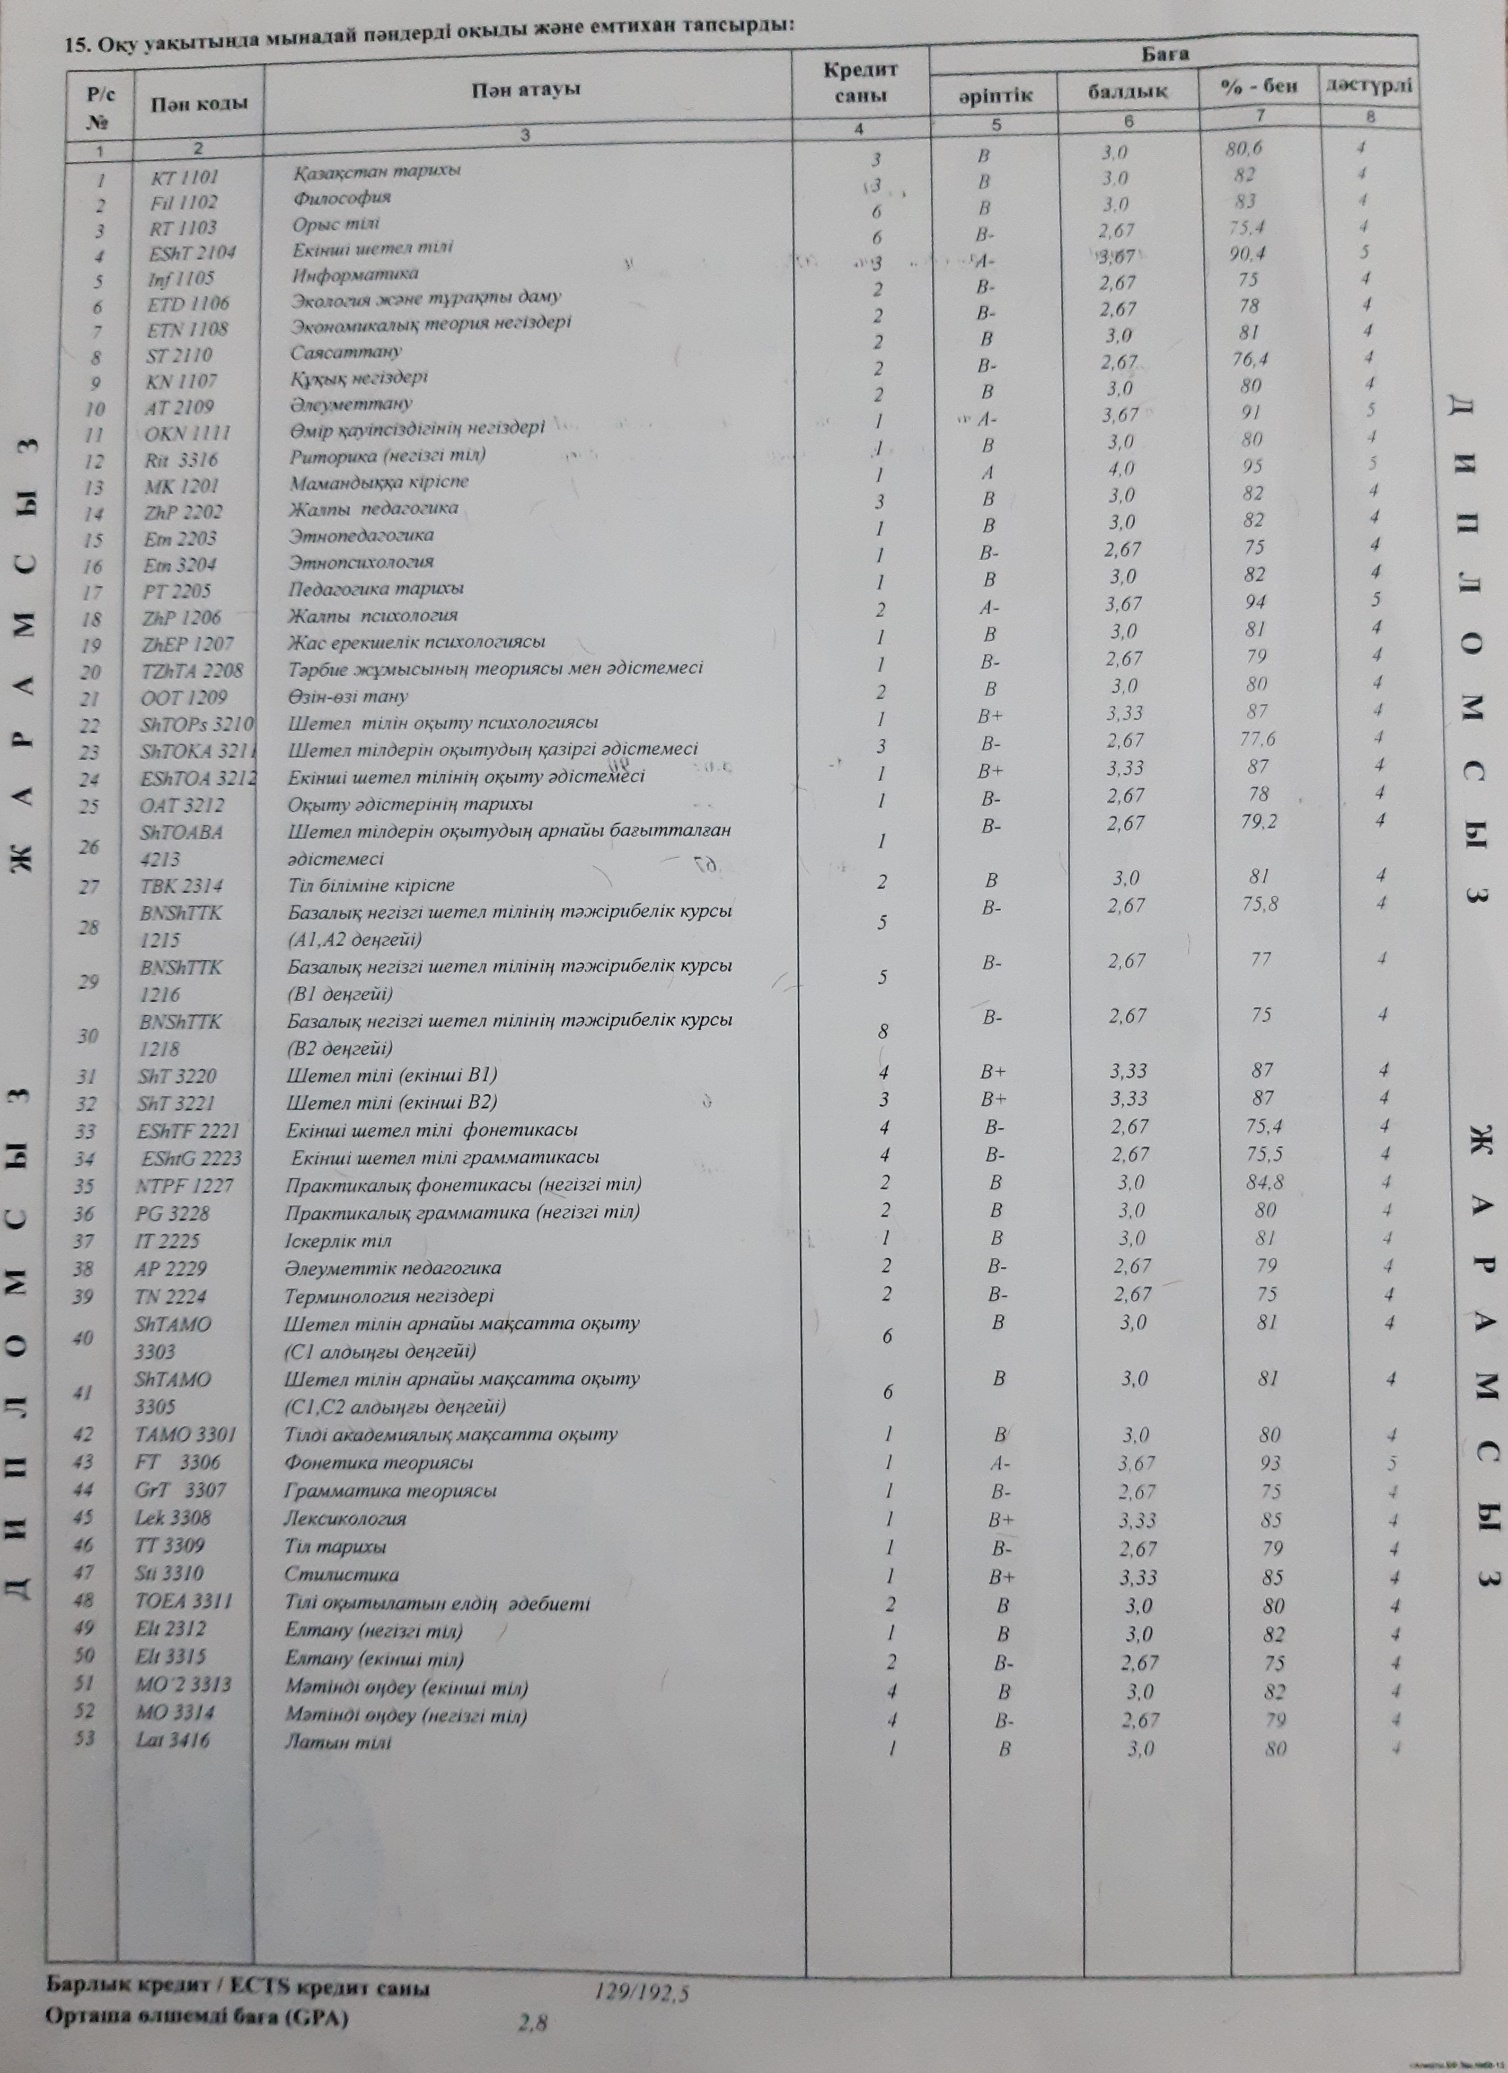 15. Оқу уақытында мынадай пәндерді оқыды және емтихан тапсырды:
Р/с № Пән коды Пән атауы Кредит саны Баға
әріптік балдық % - бен дәстүрлі
1 2 3 4 5 6 7 8
1 KT 1101 Қазақстан тарихы 3 B 3,0 80,6 4
2 Fil 1102 Философия 3 B 3,0 82 4
3 RT 1103 Орыс тілі 6 B 3,0 83 4
4 EShT 2104 Екінші шетел тілі 6 B- 2,67 75,4 4
5 Inf 1105 Информатика 3 A- 3,67 90,4 5
6 ETD 1106 Экология және тұрақты даму 2 B- 2,67 75 4
7 ETN 1108 Экономикалық теория негіздері 2 B- 2,67 78 4
8 ST 2110 Саясаттану 2 B 3,0 81 4
9 KN 1107 Құқық негіздері 2 B- 2,67 76,4 4
10 AT 2109 Әлеуметтану 2 B 3,0 80 4
11 OKN 1111 Өмір қауіпсіздігінің негіздері 1 A- 3,67 91 5
12 Rit 3316 Риторика (негізгі тіл) 1 B 3,0 80 4
13 MK 1201 Мамандыққа кіріспе 1 A 4,0 95 5
14 ZhP 2202 Жалпы педагогика 3 B 3,0 82 4
15 Etn 2203 Этнопедагогика 1 B 3,0 82 4
16 Etn 3204 Этнопсихология 1 B- 2,67 75 4
17 PT 2205 Педагогика тарихы 1 B 3,0 82 4
18 ZhP 1206 Жалпы психология 2 A- 3,67 94 5
19 ZhEP 1207 Жас ерекшелік психологиясы 1 B 3,0 81 4
20 TZhTA 2208 Тәрбие жұмысының теориясы мен әдістемесі 1 B- 2,67 79 4
21 OOT 1209 Өзін-өзі тану 2 B 3,0 80 4
22 ShTOPs 3210 Шетел тілін оқыту психологиясы 1 B+ 3,33 87 4
23 ShTOKA 3211 Шетел тілдерін оқытудың қазіргі әдістемесі 3 B- 2,67 77,6 4
24 EShTOA 3212 Екінші шетел тілінің оқыту әдістемесі 1 B+ 3,33 87 4
25 OAT 3212 Оқыту әдістерінің тарихы 1 B- 2,67 78 4
26 ShTOABA 4213 Шетел тілдерін оқытудың арнайы бағытталған әдістемесі 1 B- 2,67 79,2 4
27 TBK 2314 Тіл біліміне кіріспе 2 B 3,0 81 4
28 BNShTTK 1215 Базалық негізгі шетел тілінің тәжірибелік курсы (A1,A2 деңгейі) 5 B- 2,67 75,8 4
29 BNShTTK 1216 Базалық негізгі шетел тілінің тәжірибелік курсы (B1 деңгейі) 5 B- 2,67 77 4
30 BNShTTK 1218 Базалық негізгі шетел тілінің тәжірибелік курсы (B2 деңгейі) 8 B- 2,67 75 4
31 ShT 3220 Шетел тілі (екінші B1) 4 B+ 3,33 87 4
32 ShT 3221 Шетел тілі (екінші B2) 3 B+ 3,33 87 4
33 EShTF 2221 Екінші шетел тілі фонетикасы 4 B- 2,67 75,4 4
34 EShtG 2223 Екінші шетел тілі грамматикасы 4 B- 2,67 75,5 4
35 NTPF 1227 Практикалық фонетикасы (негізгі тіл) 2 B 3,0 84,8 4
36 PG 3228 Практикалық грамматика (негізгі тіл) 2 B 3,0 80 4
37 IT 2225 Іскерлік тіл 1 B 3,0 81 4
38 AP 2229 Әлеуметтік педагогика 2 B- 2,67 79 4
39 TN 2224 Терминология негіздері 2 B- 2,67 75 4
40 ShTAMO 3303 Шетел тілін арнайы мақсатта оқыту (C1 алдыңғы деңгейі) 6 B 3,0 81 4
41 ShTAMO 3305 Шетел тілін арнайы мақсатта оқыту (C1,C2 алдыңғы деңгейі) 6 B 3,0 81 4
42 TAMO 3301 Тілді академиялық мақсатта оқыту 1 B 3,0 80 4
43 FT 3306 Фонетика теориясы 1 A- 3,67 93 5
44 GrT 3307 Грамматика теориясы 1 B- 2,67 75 4
45 Lek 3308 Лексикология 1 B+ 3,33 85 4
46 TT 3309 Тіл тарихы 1 B- 2,67 79 4
47 Sti 3310 Стилистика 1 B+ 3,33 85 4
48 TOEA 3311 Тілі оқытылатын елдің әдебиеті 2 B 3,0 80 4
49 Elt 2312 Елтану (негізгі тіл) 1 B 3,0 82 4
50 Elt 3315 Елтану (екінші тіл) 2 B- 2,67 75 4
51 MO'2 3313 Мәтінді өңдеу (екінші тіл) 4 B 3,0 82 4
52 MO 3314 Мәтінді өңдеу (негізгі тіл) 4 B- 2,67 79 4
53 Lat 3416 Латын тілі 1 B 3,0 80 4
Барлық кредит / ECTS кредит саны 129/192,5
Орташа өлшемді баға (GPA) 2,8
ДИПЛОМСЫЗ ЖАРАМСЫЗ
ДИПЛОМСЫЗ ЖАРАМСЫЗ